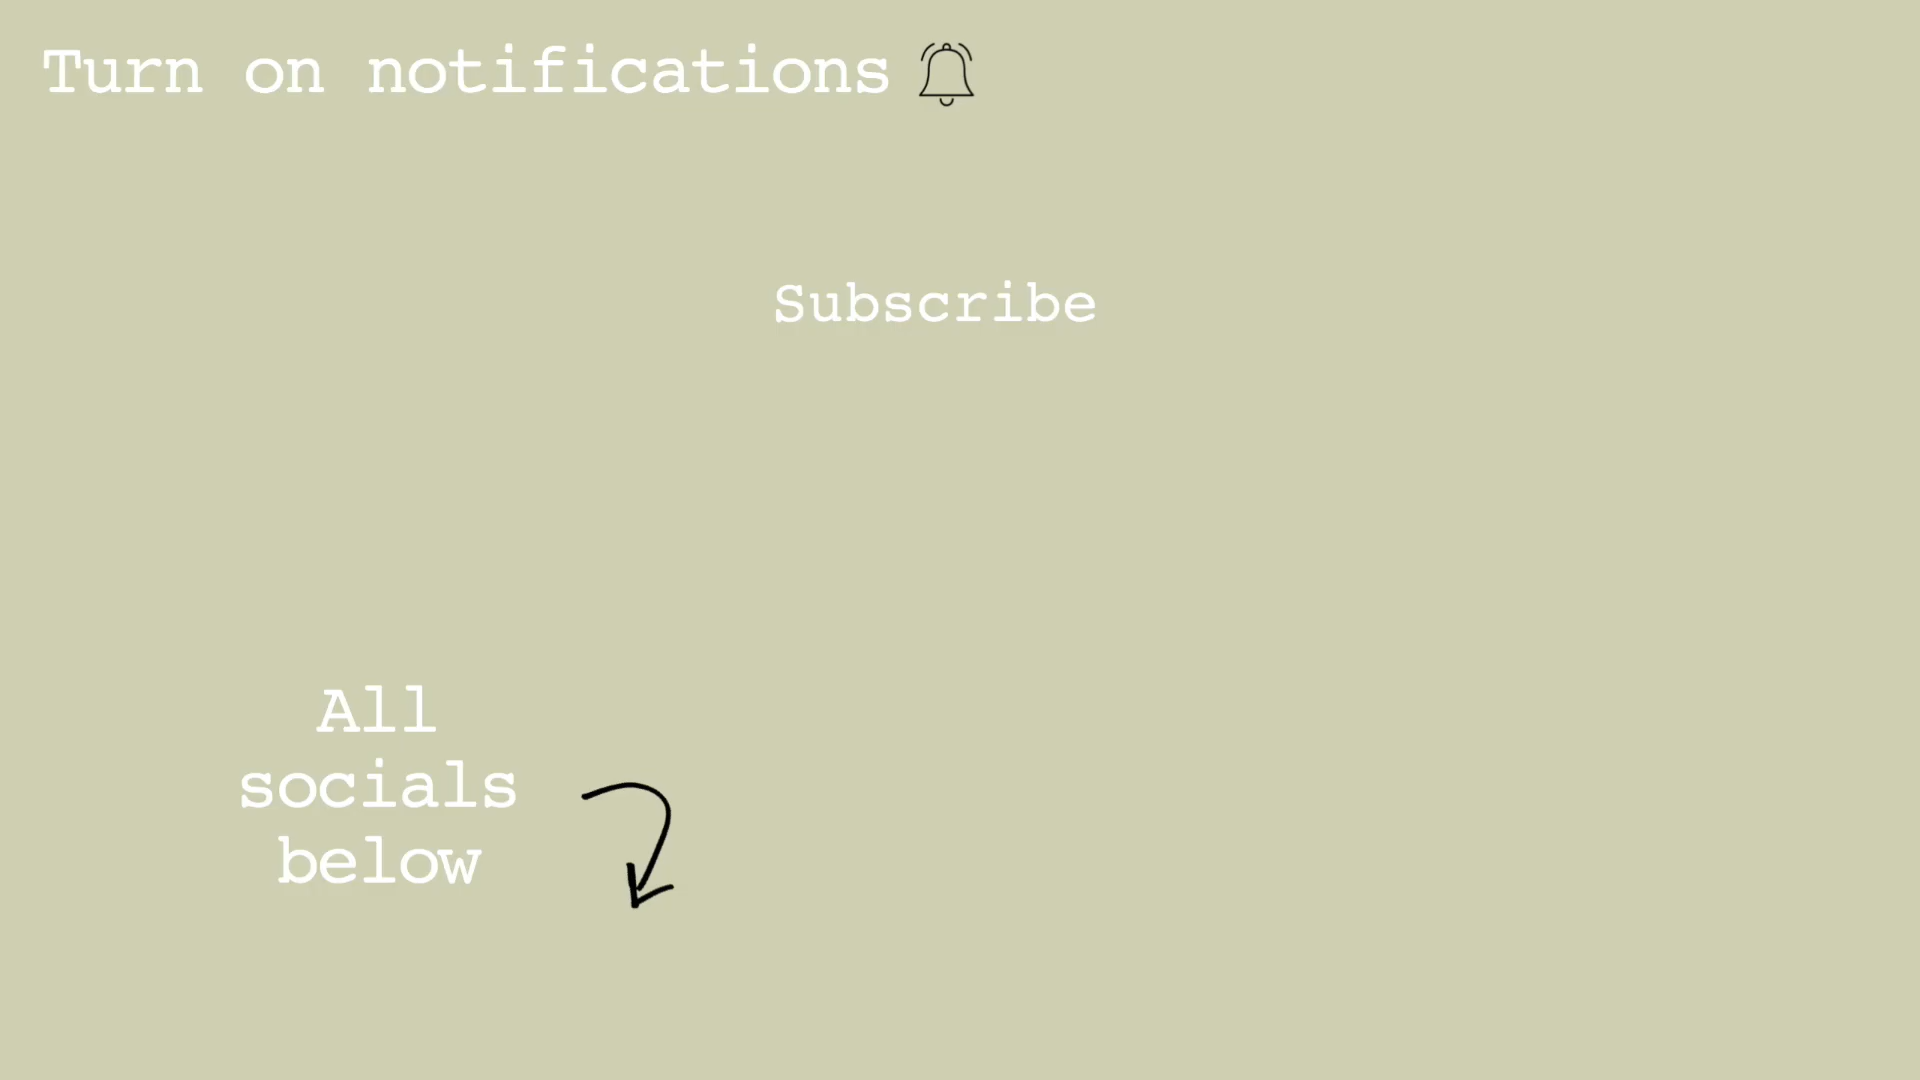 Turn on notifications
Subscribe
All
socials
below